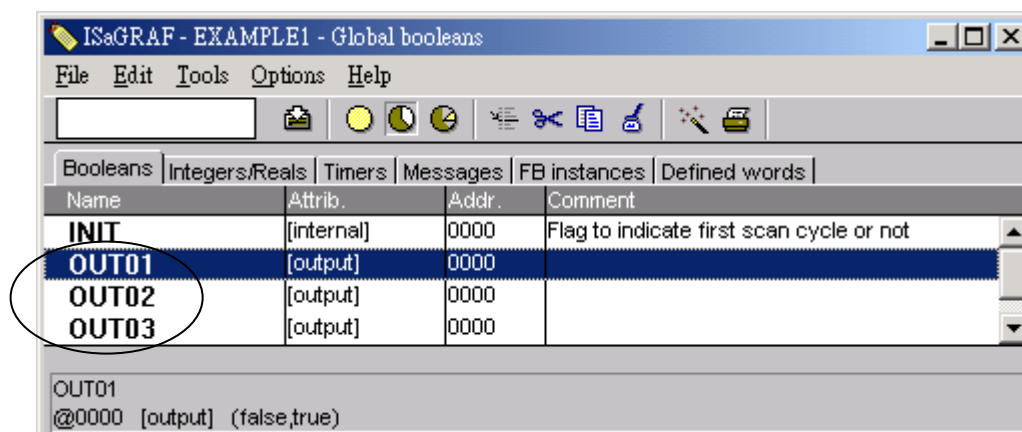 ISaGRAF - EXAMPLE1 - Global booleans
File Edit Tools Options Help
Booleans Integers/Reals Timers Messages FB instances Defined words
Name Attrib. Addr. Comment
INIT [internal] 0000 Flag to indicate first scan cycle or not
OUT01 [output] 0000
OUT02 [output] 0000
OUT03 [output] 0000
OUT01
@0000 [output] (false,true)